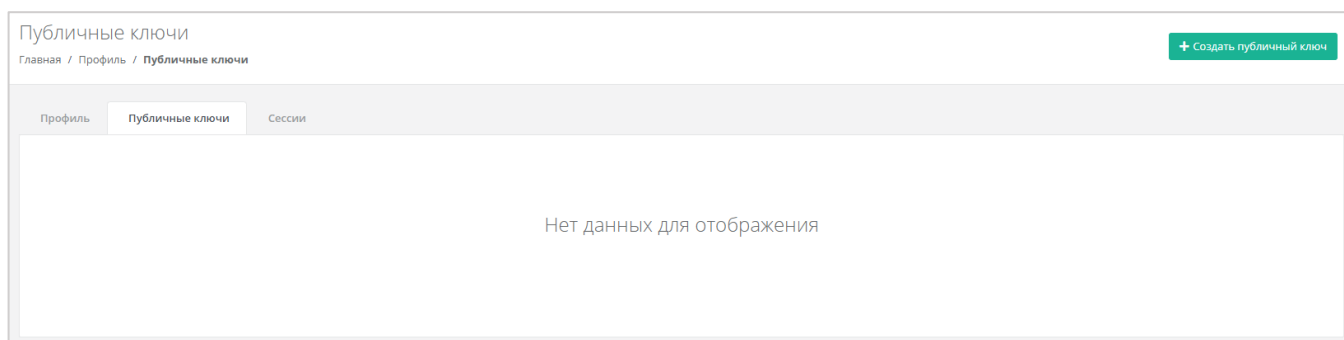 Публичные ключи
Главная / Профиль / Публичные ключи
+ Создать публичный ключ
Профиль Публичные ключи Сессии
Нет данных для отображения